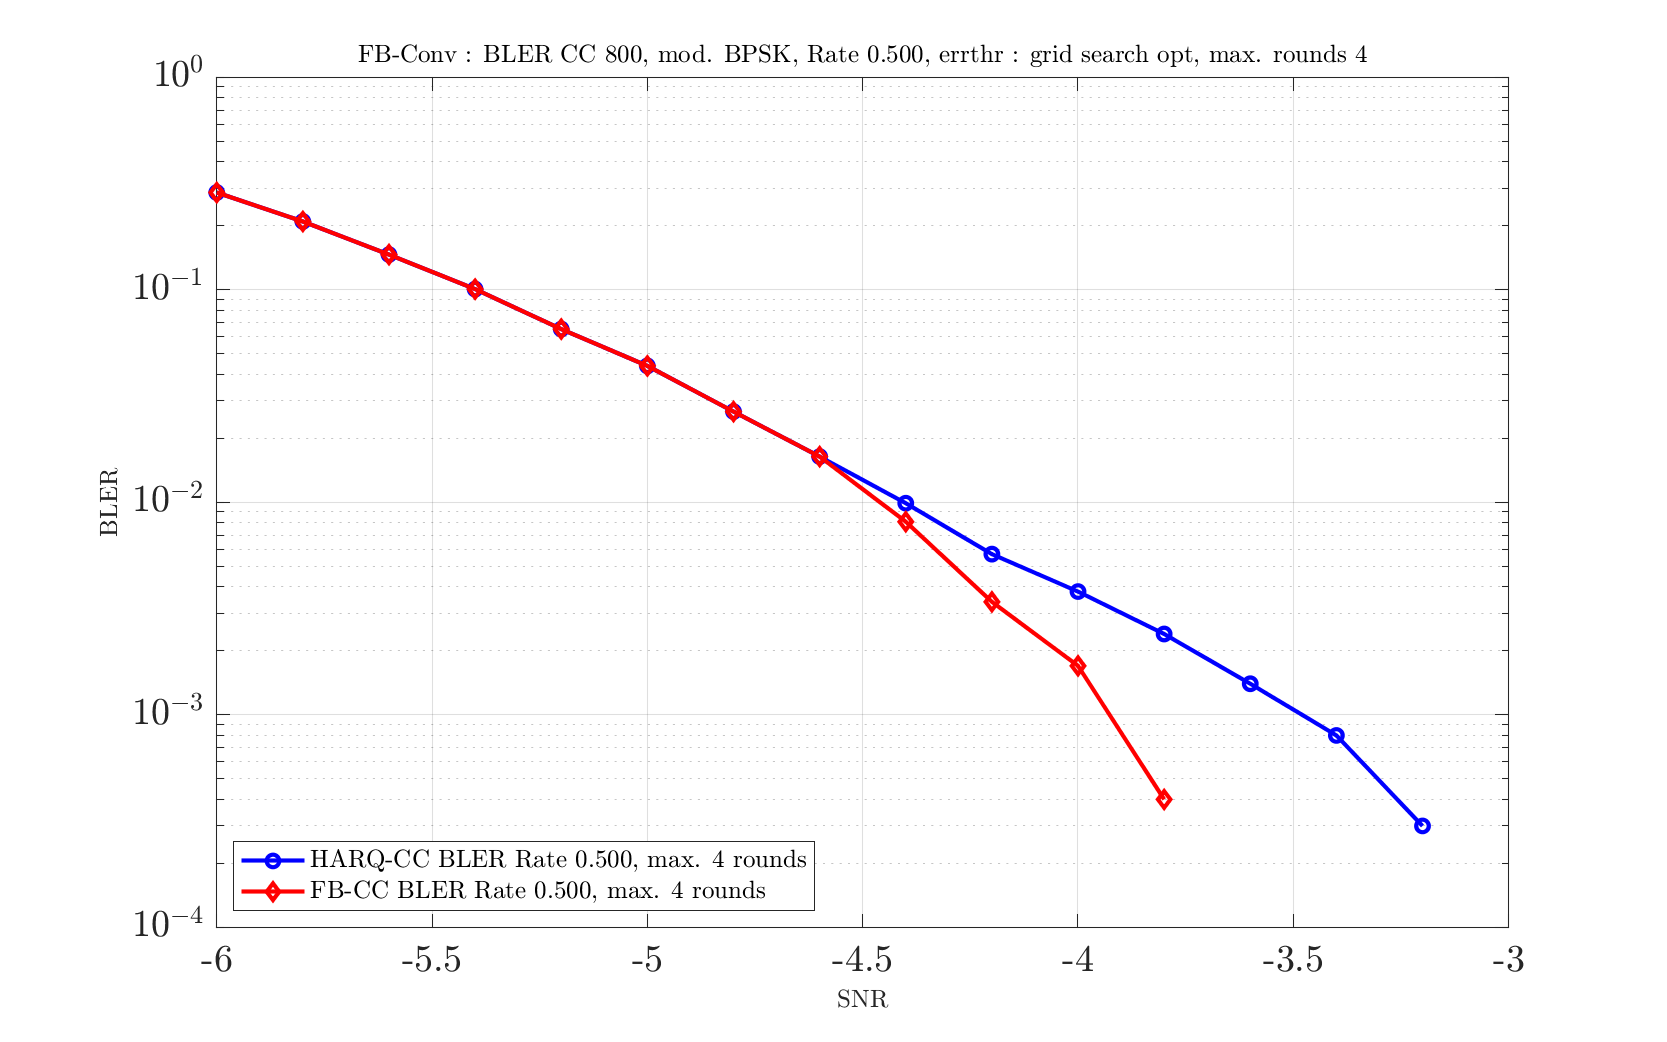 FB-Conv : BLER CC 800, mod. BPSK, Rate 0.500, errthr : grid search opt, max. rounds 4
10^0
10^-1
10^-2
10^-3
10^-4
BLER
HARQ-CC BLER Rate 0.500, max. 4 rounds
FB-CC BLER Rate 0.500, max. 4 rounds
-6 -5.5 -5 -4.5 -4 -3.5 -3
SNR